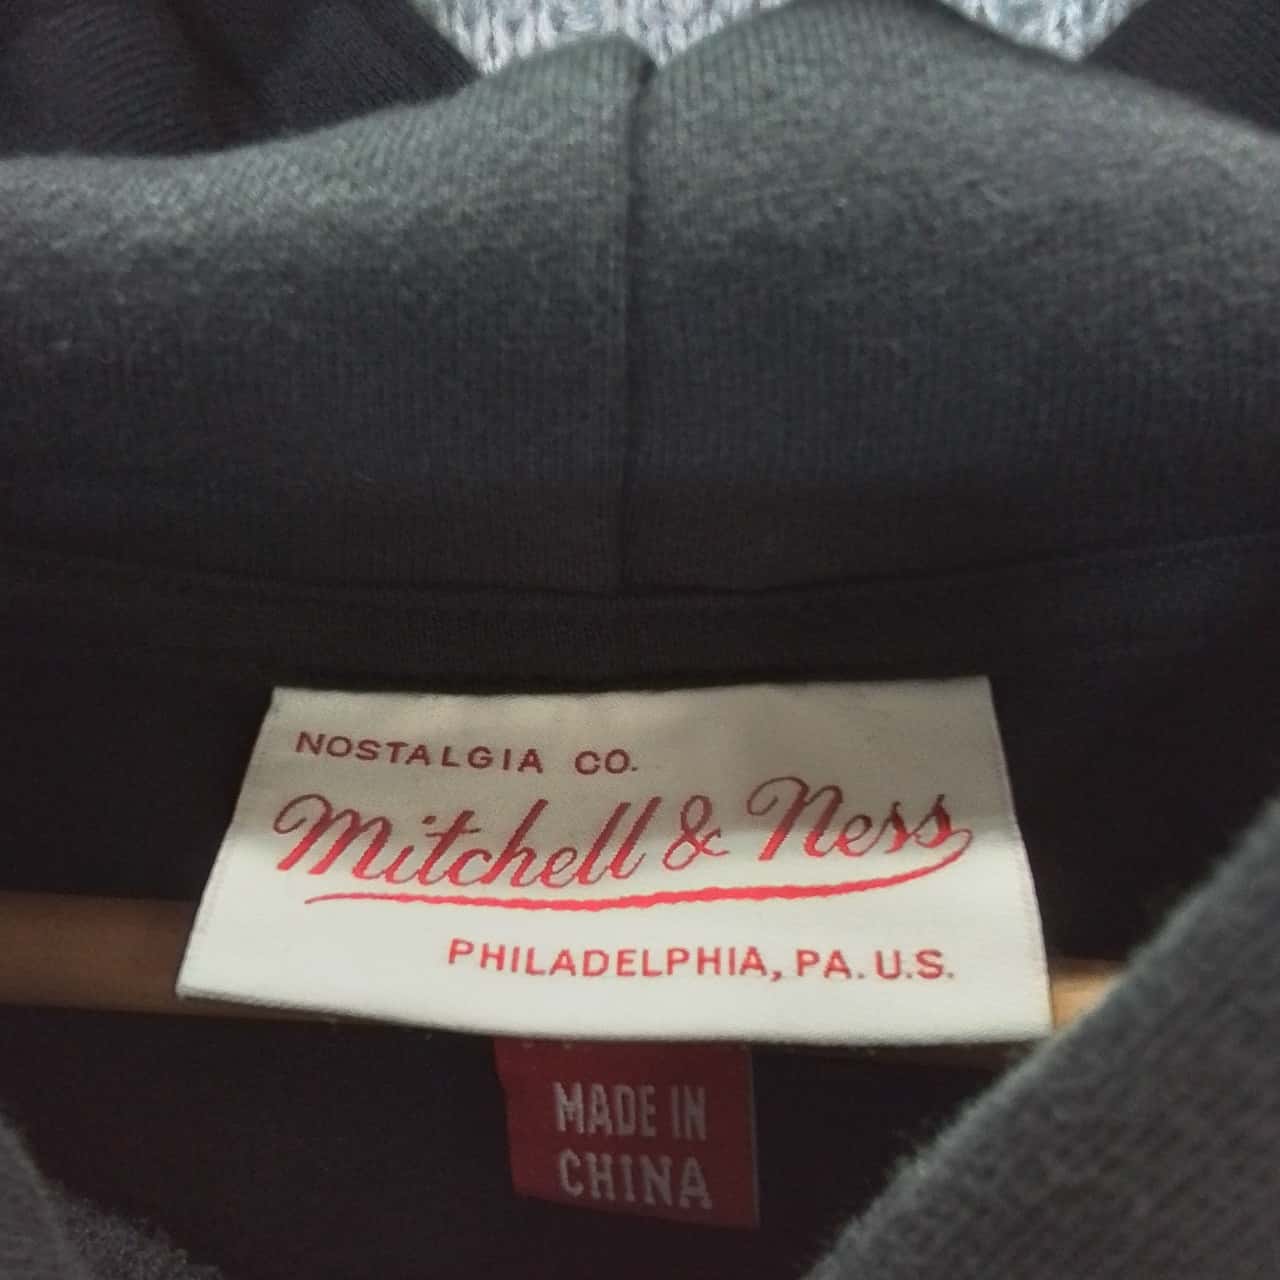 NOSTALGIA CO.
Mitchell & Ness
PHILADELPHIA, PA. U.S.
MADE IN
CHINA